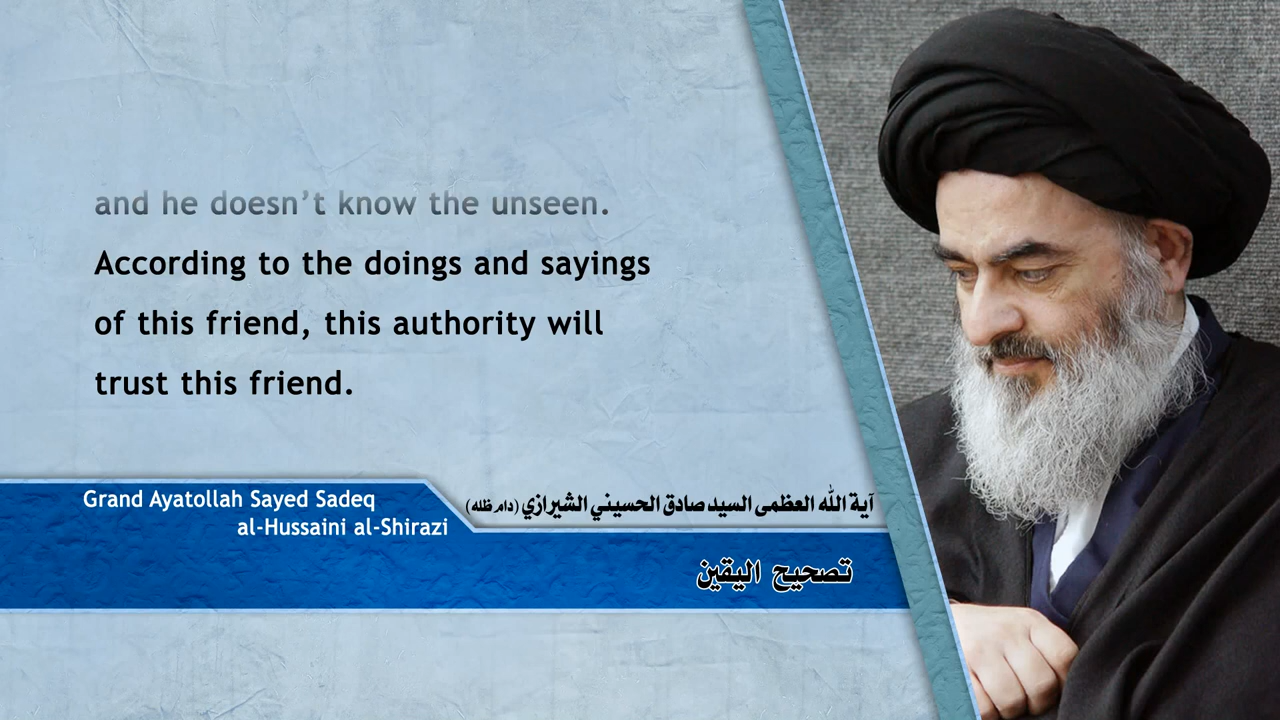 and he doesn’t know the unseen.
According to the doings and sayings
of this friend, this authority will
trust this friend.
Grand Ayatollah Sayed Sadeq
al-Hussaini al-Shirazi
آية الله العظمى السيد صادق الحسيني الشيرازي (دام ظله)
تصحيح اليقين